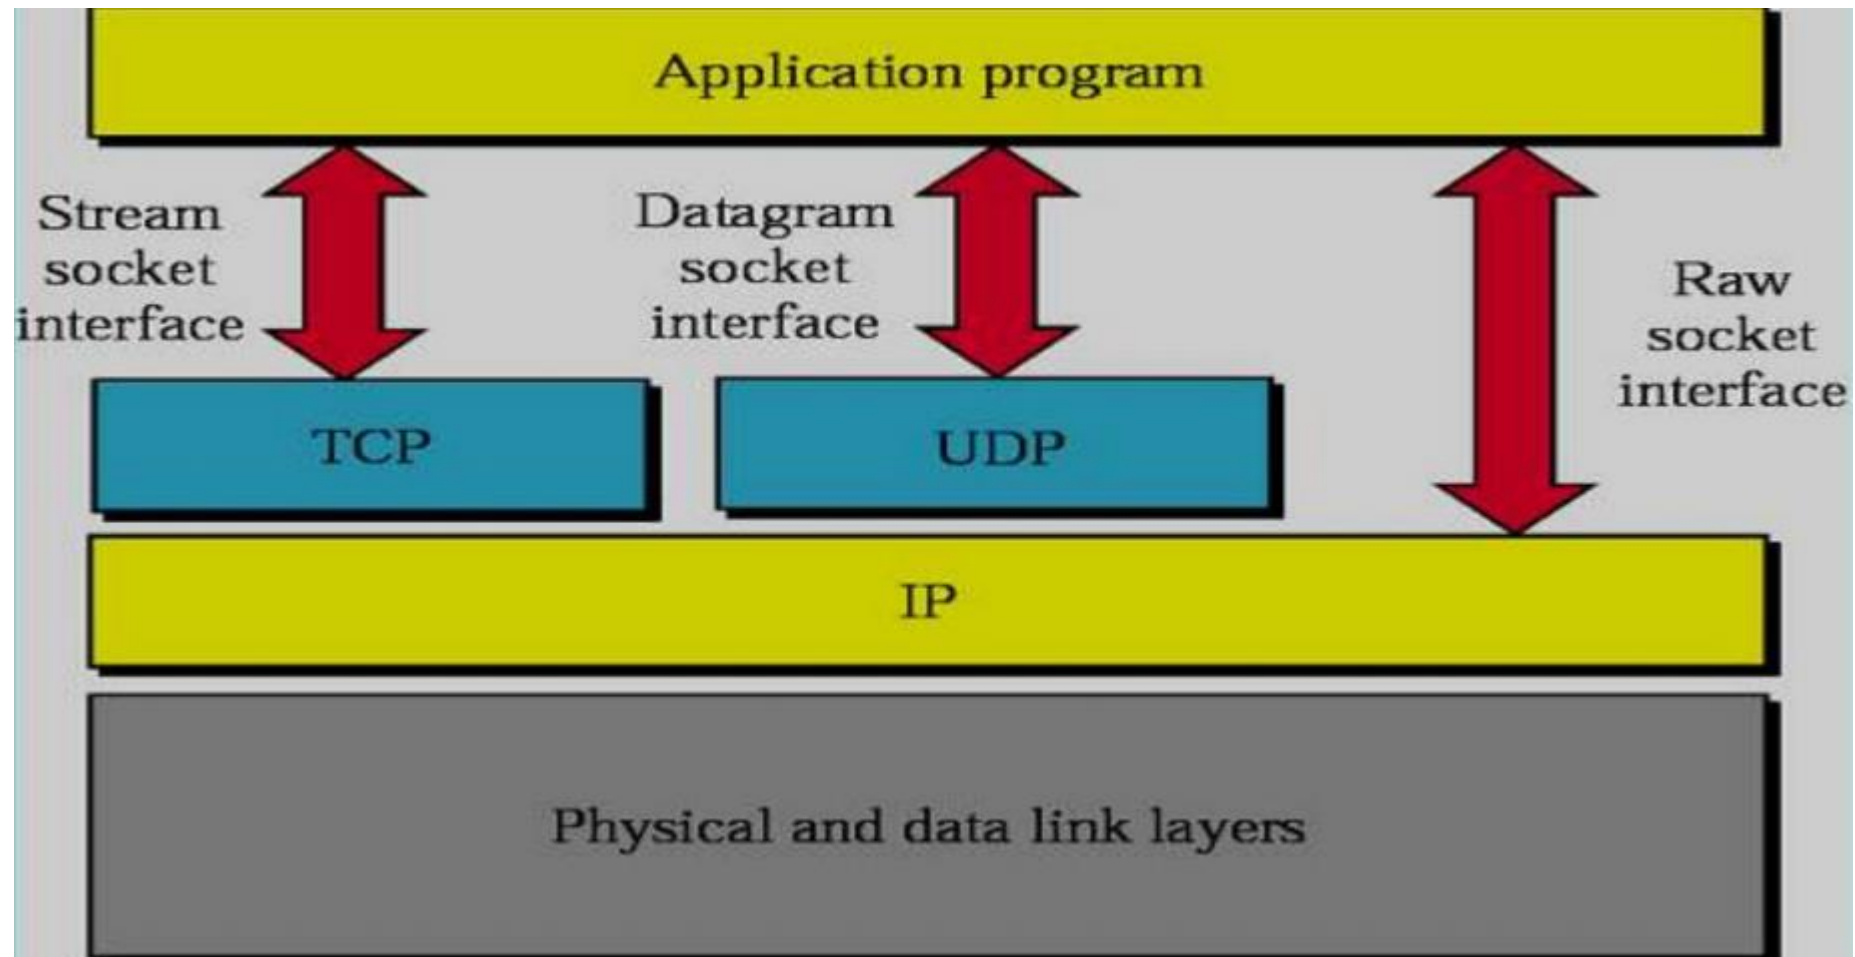 Application program
Stream
socket
interface
Datagram
socket
interface
Raw
socket
interface
TCP
UDP
IP
Physical and data link layers